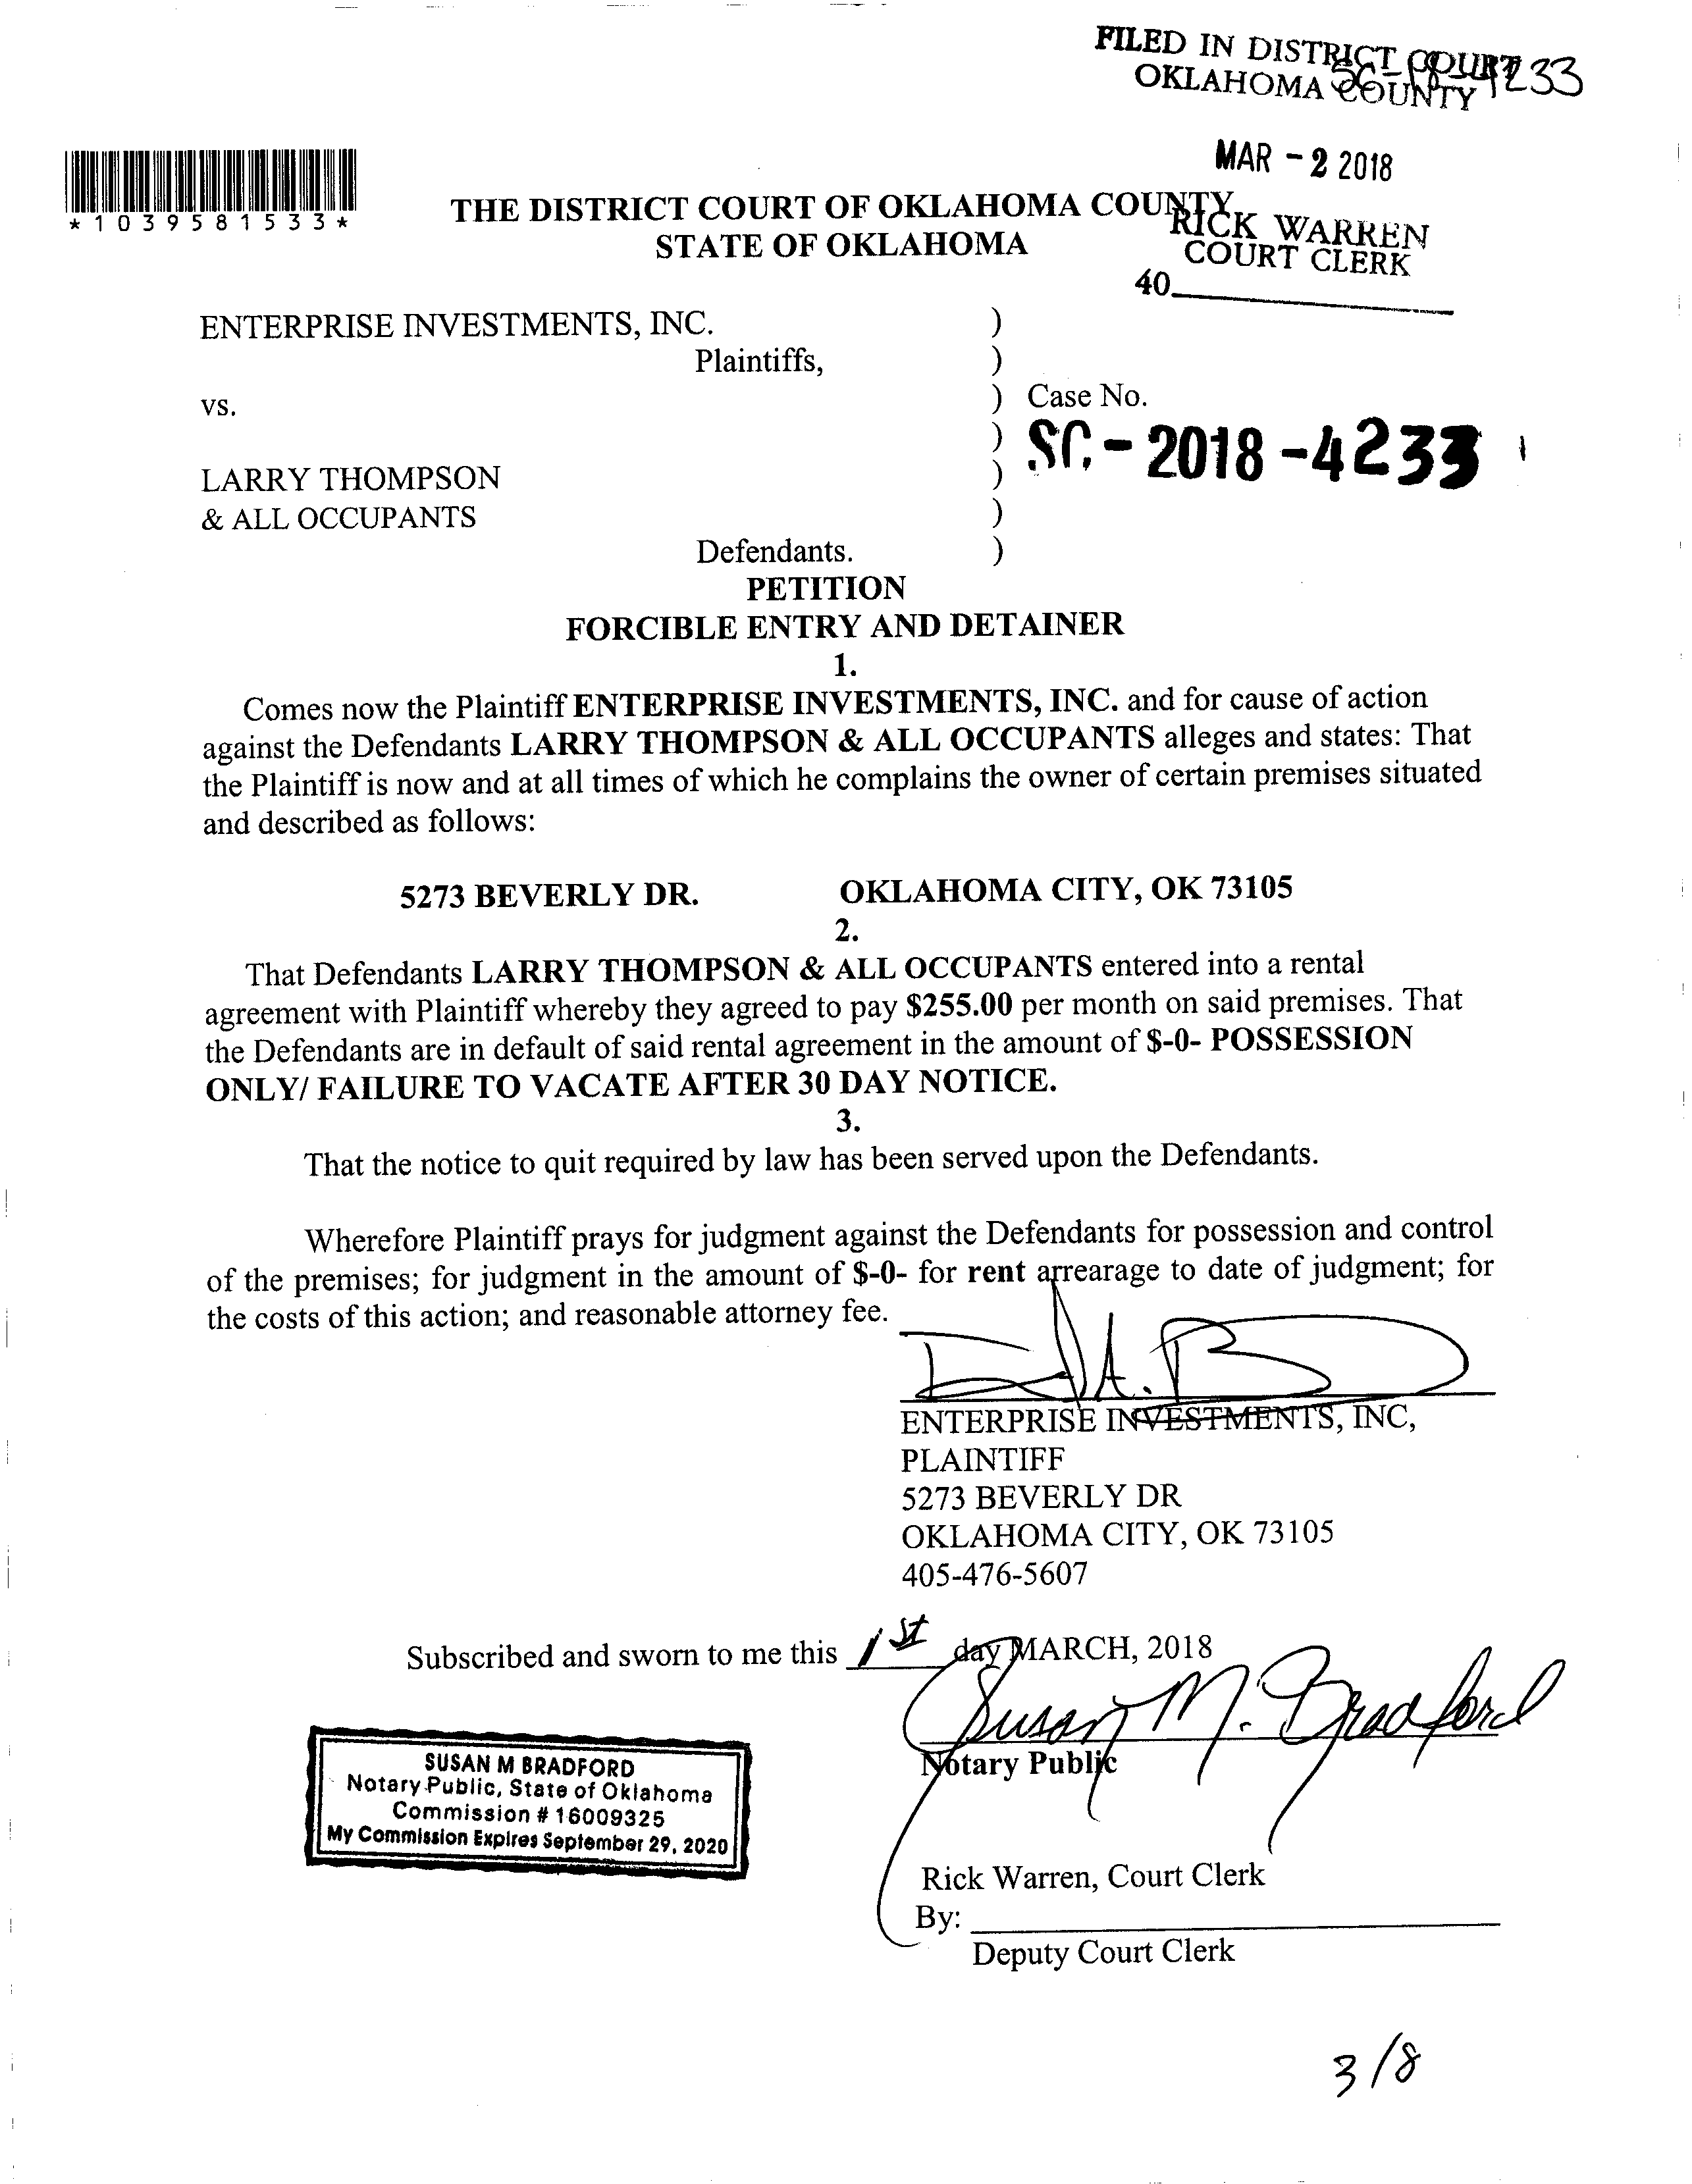 FILED IN DISTRICT COURT
OKLAHOMA COUNTY
SC-18-4233
MAR - 2 2018
*1039581533*
THE DISTRICT COURT OF OKLAHOMA COUNTY
STATE OF OKLAHOMA
RICK WARREN
COURT CLERK
40
ENTERPRISE INVESTMENTS, INC. )
Plaintiffs, )
vs. ) Case No.
) SC - 2018 - 4233
LARRY THOMPSON )
& ALL OCCUPANTS )
Defendants. )
PETITION
FORCIBLE ENTRY AND DETAINER
1.
Comes now the Plaintiff ENTERPRISE INVESTMENTS, INC. and for cause of action
against the Defendants LARRY THOMPSON & ALL OCCUPANTS alleges and states: That
the Plaintiff is now and at all times of which he complains the owner of certain premises situated
and described as follows:
5273 BEVERLY DR. OKLAHOMA CITY, OK 73105
2.
That Defendants LARRY THOMPSON & ALL OCCUPANTS entered into a rental
agreement with Plaintiff whereby they agreed to pay $255.00 per month on said premises. That
the Defendants are in default of said rental agreement in the amount of $-0- POSSESSION
ONLY/ FAILURE TO VACATE AFTER 30 DAY NOTICE.
3.
That the notice to quit required by law has been served upon the Defendants.
Wherefore Plaintiff prays for judgment against the Defendants for possession and control
of the premises; for judgment in the amount of $-0- for rent arrearage to date of judgment; for
the costs of this action; and reasonable attorney fee.
ENTERPRISE INVESTMENTS, INC,
PLAINTIFF
5273 BEVERLY DR
OKLAHOMA CITY, OK 73105
405-476-5607
Subscribed and sworn to me this 1st day MARCH, 2018
Susan M. Bradford
Notary Public
SUSAN M BRADFORD
Notary Public, State of Oklahoma
Commission # 16009325
My Commission Expires September 29, 2020
Rick Warren, Court Clerk
By:
Deputy Court Clerk
3/8